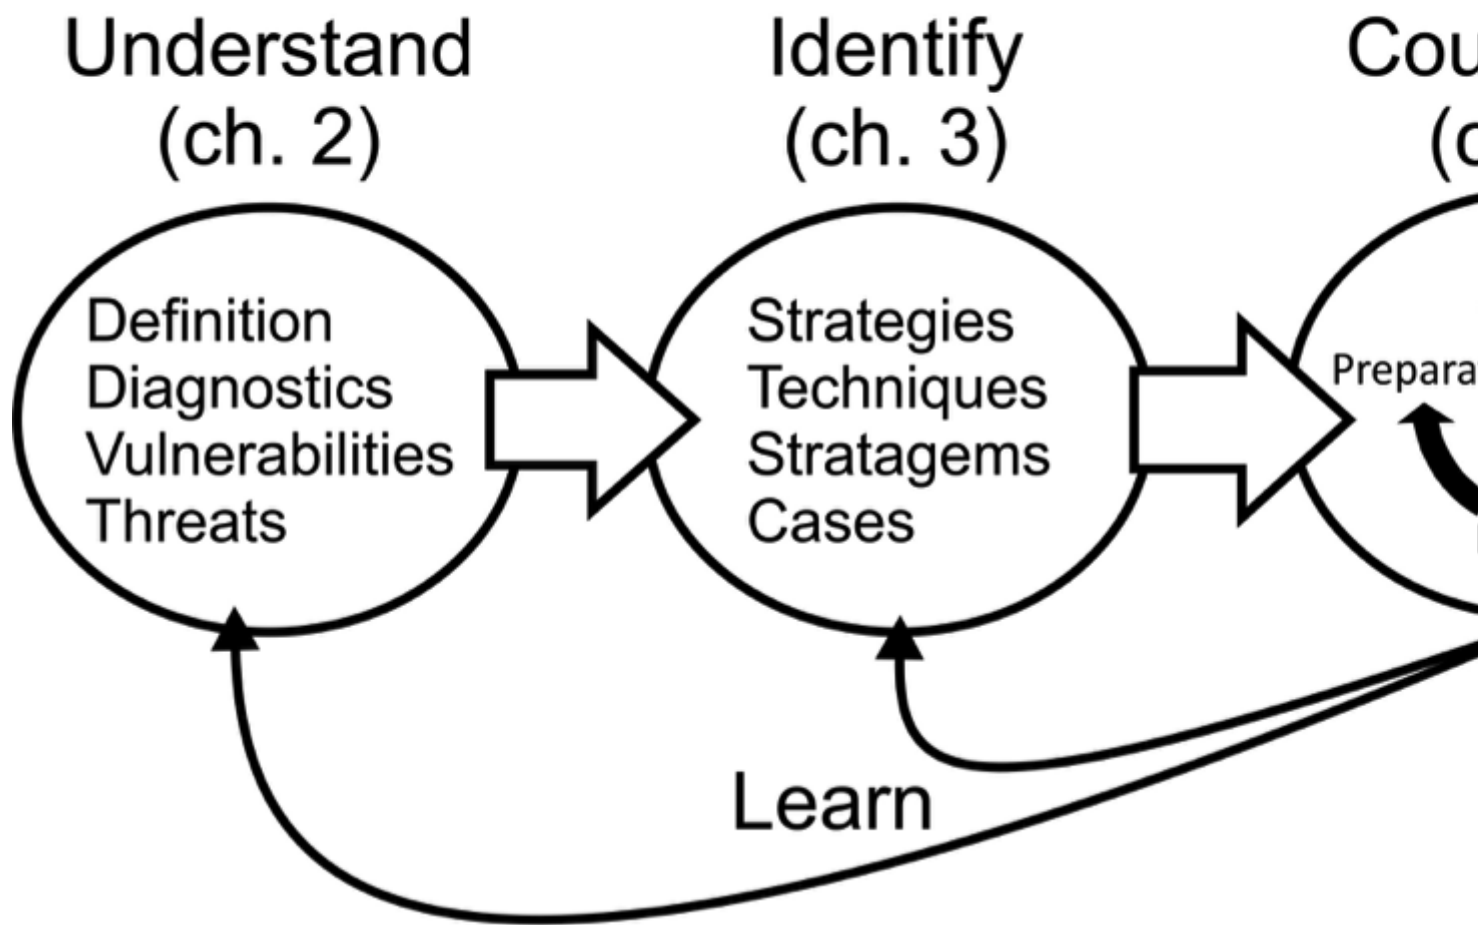 Understand
(ch. 2)
Identify
(ch. 3)
Definition
Diagnostics
Vulnerabilities
Threats
Strategies
Techniques
Stratagems
Cases
Learn